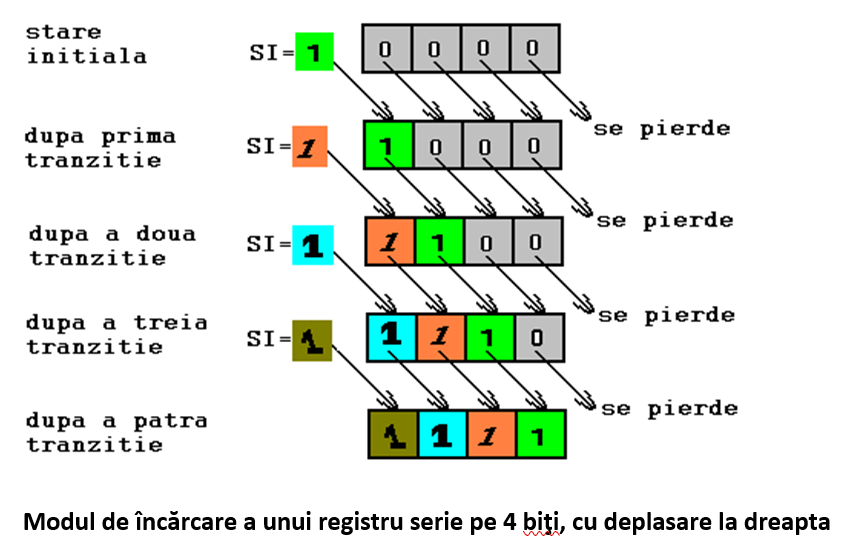 stare
initiala
SI= 1 0 0 0 0
se pierde
dupa prima
tranzitie
SI= 1 1 0 0 0
se pierde
dupa a doua
tranzitie
SI= 1 1 1 0 0
se pierde
dupa a treia
tranzitie
SI= 1 1 1 1 0
se pierde
dupa a patra
tranzitie
1 1 1 1
Modul de încărcare a unui registru serie pe 4 biţi, cu deplasare la dreapta